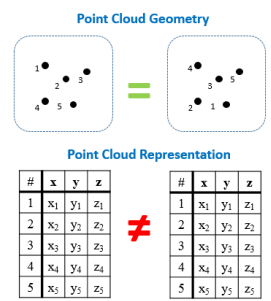 Point Cloud Geometry
1 2 3 4 5 = 4 3 5 2 1
Point Cloud Representation
# x y z # x y z
1 x₁ y₁ z₁ ≠ 1 x₁ y₁ z₁
2 x₂ y₂ z₂ 2 x₂ y₂ z₂
3 x₃ y₃ z₃ 3 x₃ y₃ z₃
4 x₄ y₄ z₄ 4 x₄ y₄ z₄
5 x₅ y₅ z₅ 5 x₅ y₅ z₅